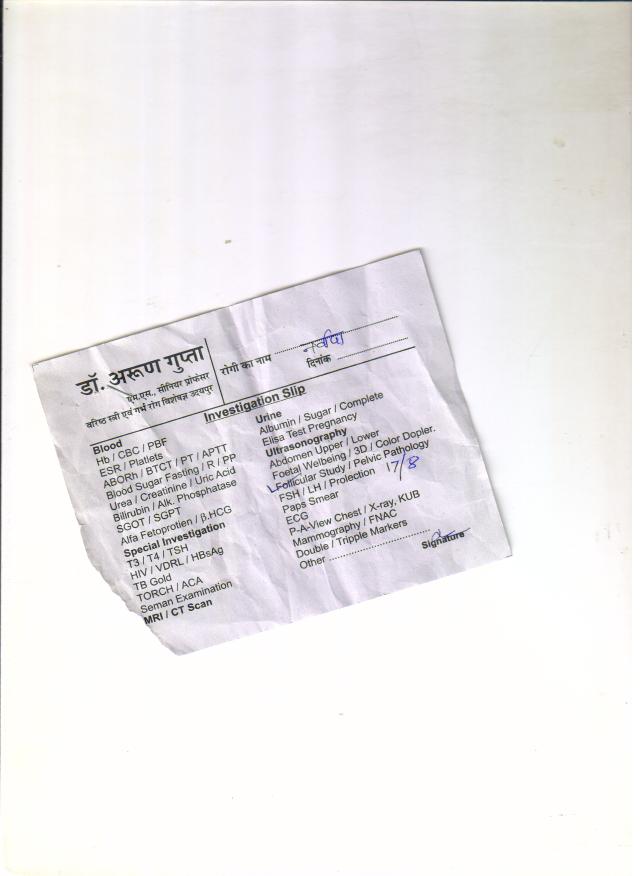 डॉ. अरूण गुप्ता
एम.एस., सीनियर प्रोफेसर
वरिष्ठ स्त्री एवं गर्भ रोग विशेषज्ञ उदयपुर
रोगी का नाम
दिनांक
Investigation Slip
Blood
Hb / CBC / PBF
ESR / Platlets
ABORh / BTCT / PT / APTT
Blood Sugar Fasting / R / PP
Urea / Creatinine / Uric Acid
Bilirubin / Alk. Phosphatase
SGOT / SGPT
Alfa Fetoprotien / β.HCG
Special Investigation
T3 / T4 / TSH
HIV / VDRL / HBsAg
TB Gold
TORCH / ACA
Seman Examination
MRI / CT Scan
Urine
Albumin / Sugar / Complete
Elisa Test Pregnancy
Ultrasonography
Abdomen Upper / Lower
Foetal Welbeing / 3D / Color Dopler.
Follicular Study / Pelvic Pathology
FSH / LH / Prolection 17/8
Paps Smear
ECG
P-A-View Chest / X-ray, KUB
Mammography / FNAC
Double / Tripple Markers
Other
Signature